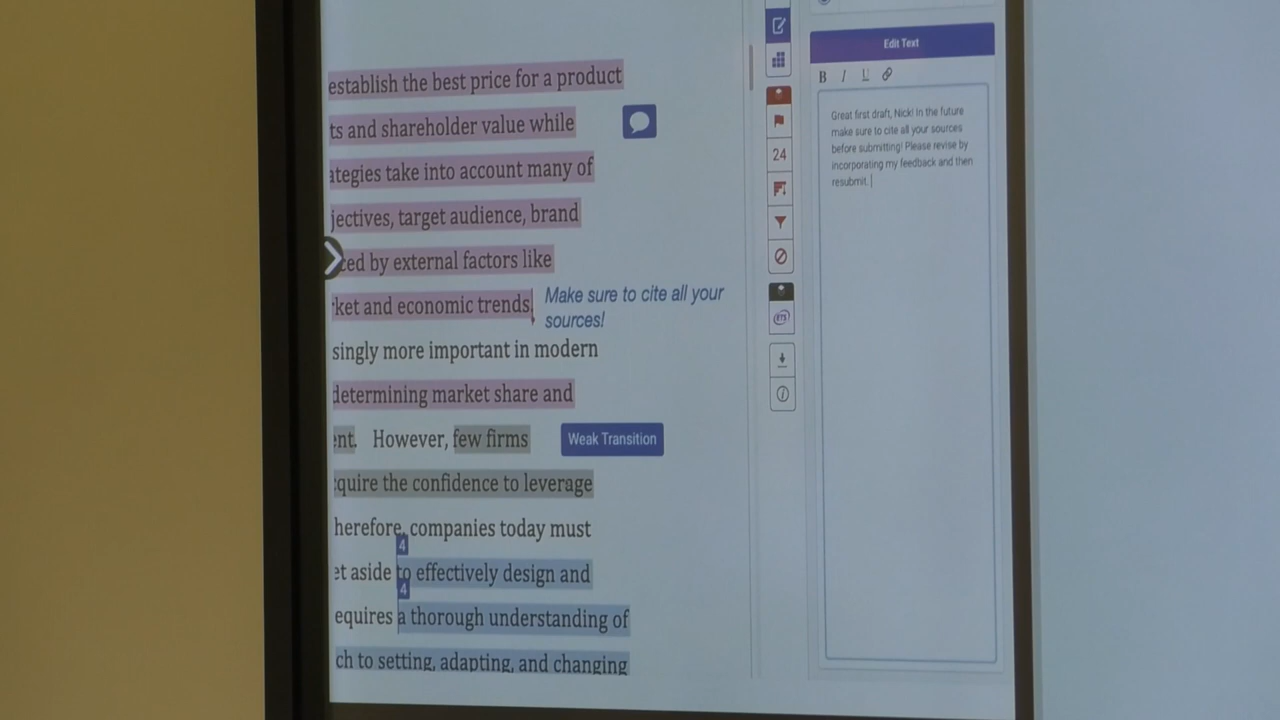 establish the best price for a product
ts and shareholder value while
ategies take into account many of
jectives, target audience, brand
ced by external factors like
rket and economic trends.
Make sure to cite all your
sources!
singly more important in modern
determining market share and
ent. However, few firms
Weak Transition
quire the confidence to leverage
herefore, companies today must
4
et aside to effectively design and
4
equires a thorough understanding of
ch to setting, adapting, and changing
24
ETS
Edit Text
B I U
Great first draft, Nick! In the future
make sure to cite all your sources
before submitting! Please revise by
incorporating my feedback and then
resubmit.